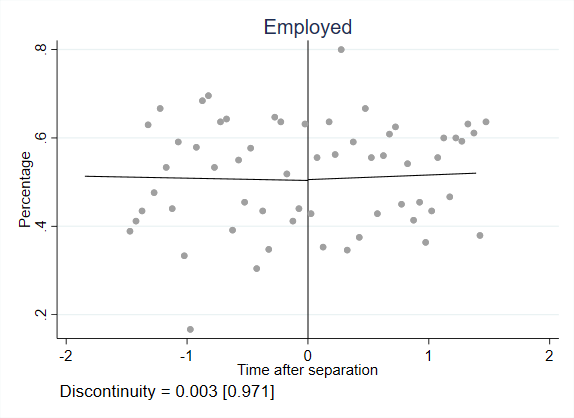 Employed
Percentage
.8
.6
.4
.2
-2 -1 0 1 2
Time after separation
Discontinuity = 0.003 [0.971]